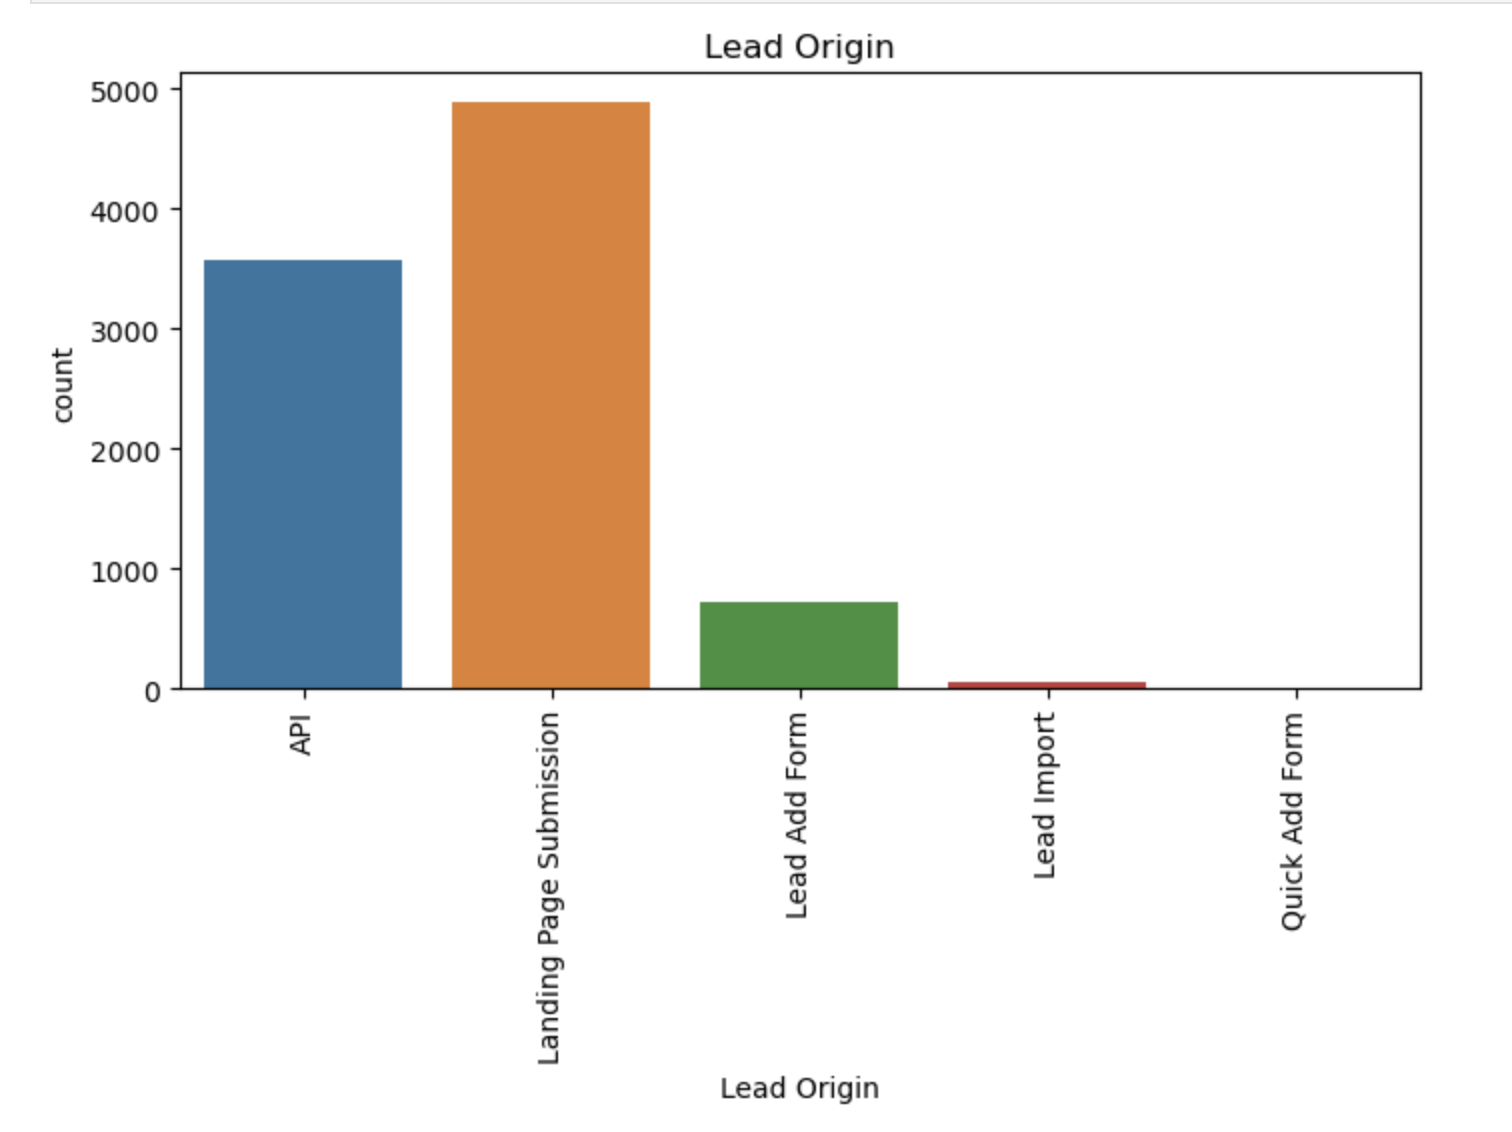 Lead Origin
5000
4000
3000
2000
1000
0
count
API
Landing Page Submission
Lead Add Form
Lead Import
Quick Add Form
Lead Origin